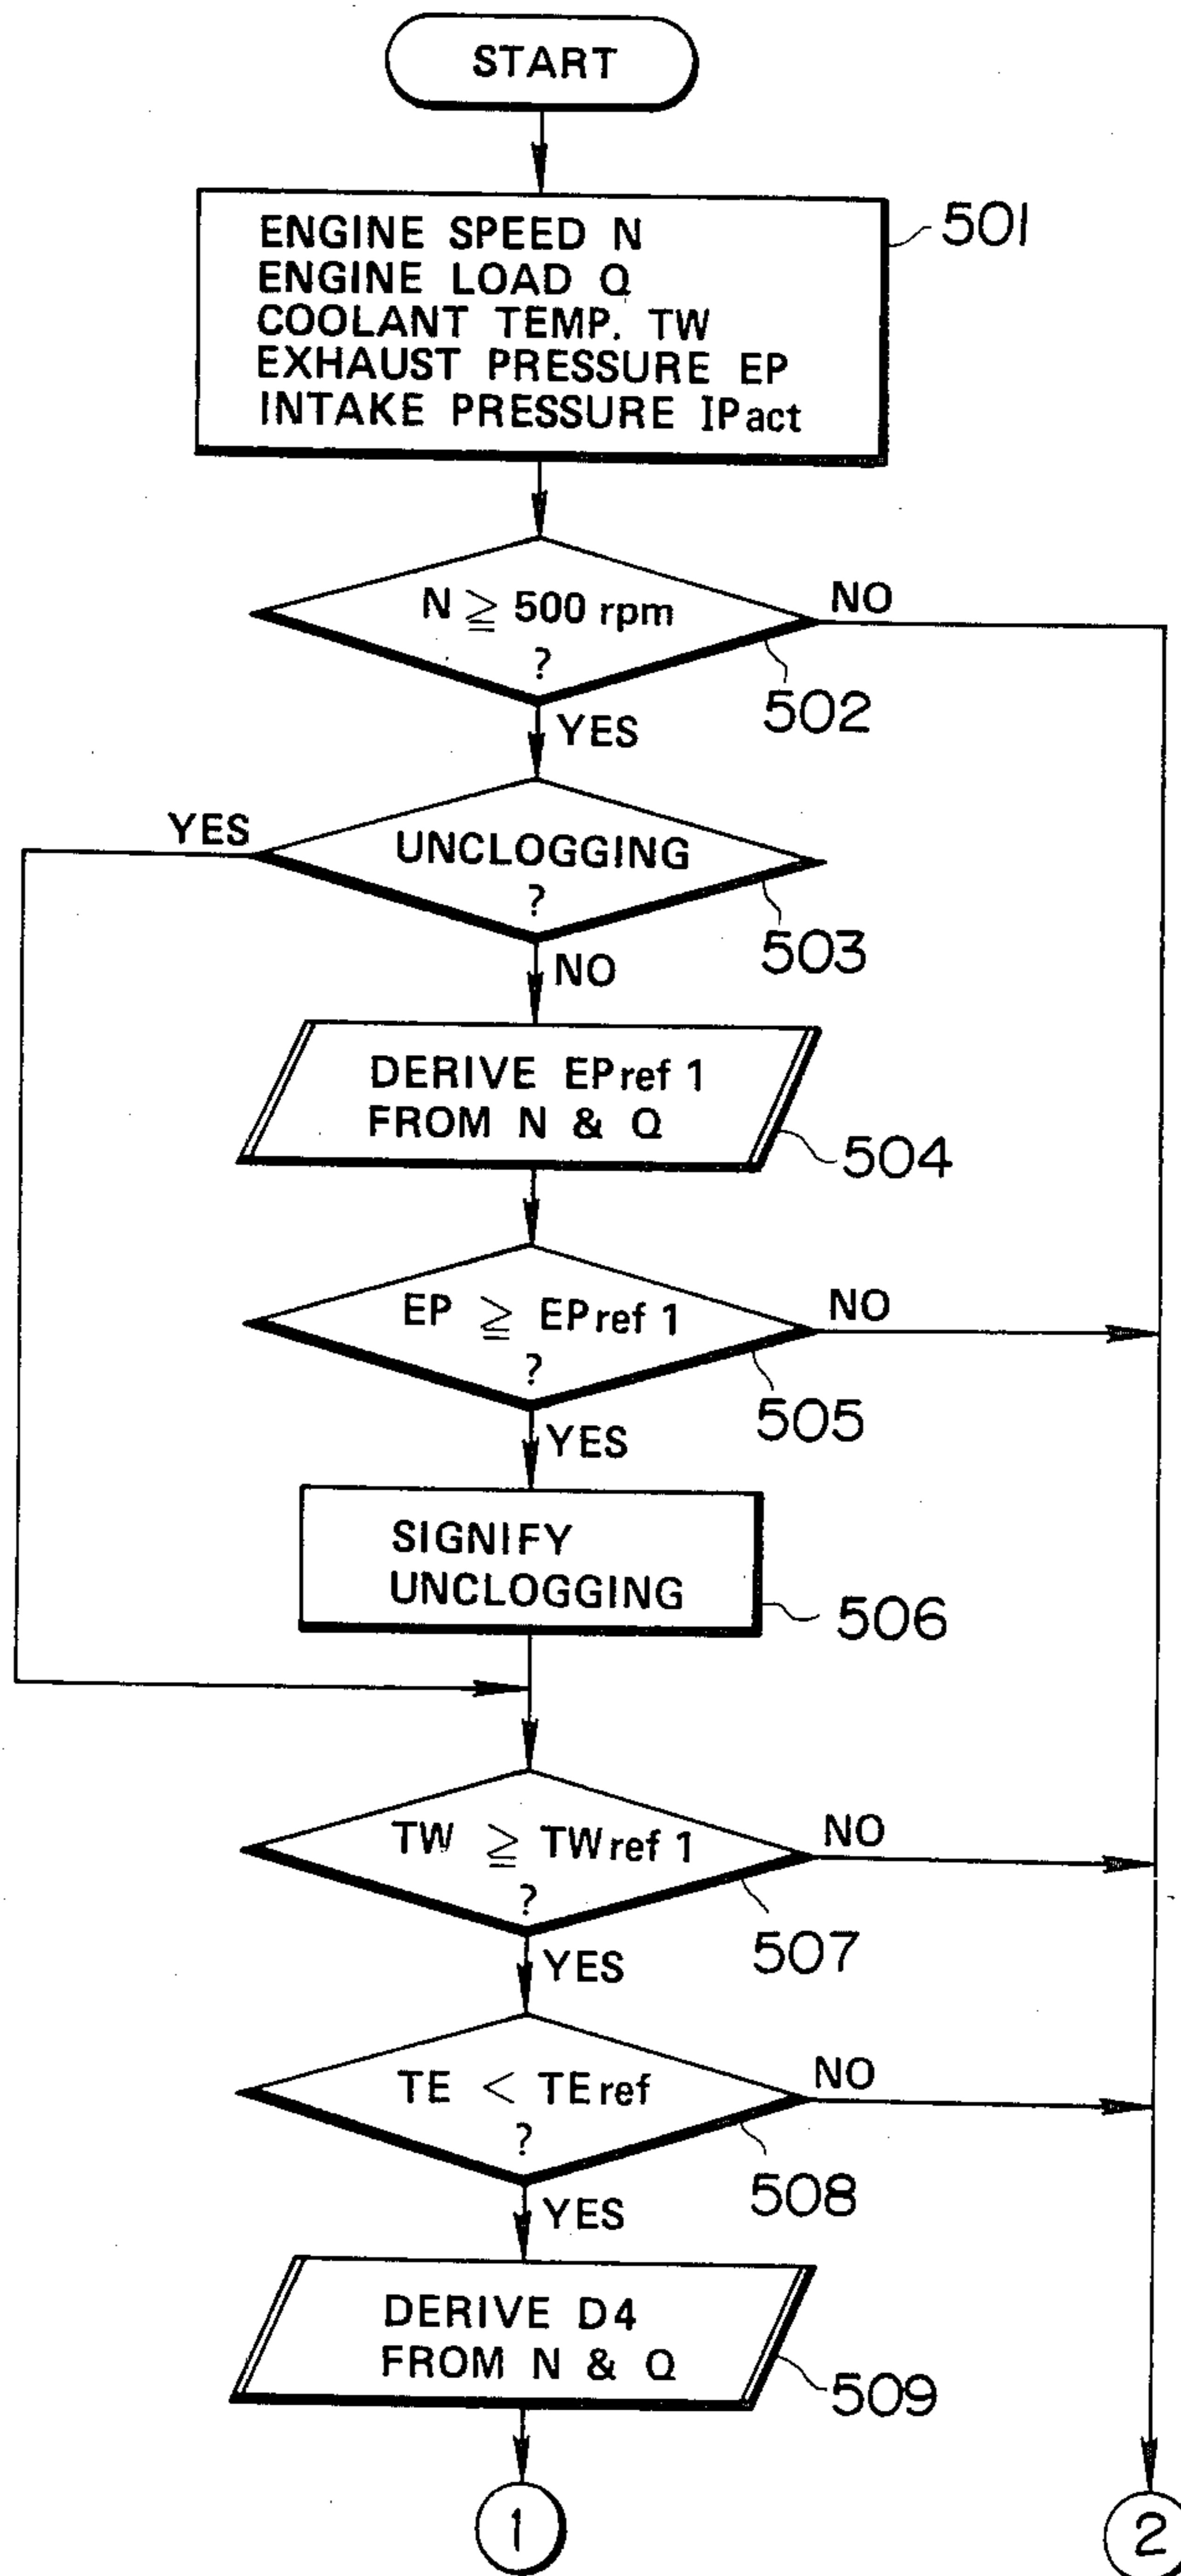 START
ENGINE SPEED N
ENGINE LOAD Q
COOLANT TEMP. TW
EXHAUST PRESSURE EP
INTAKE PRESSURE IPact
501
N ≧ 500 rpm
?
NO
502
YES
YES
UNCLOGGING
?
503
NO
DERIVE EPref 1
FROM N & Q
504
EP ≧ EPref 1
?
NO
505
YES
SIGNIFY
UNCLOGGING
506
TW ≧ TWref 1
?
NO
507
YES
TE < TEref
?
NO
508
YES
DERIVE D4
FROM N & Q
509
1
2